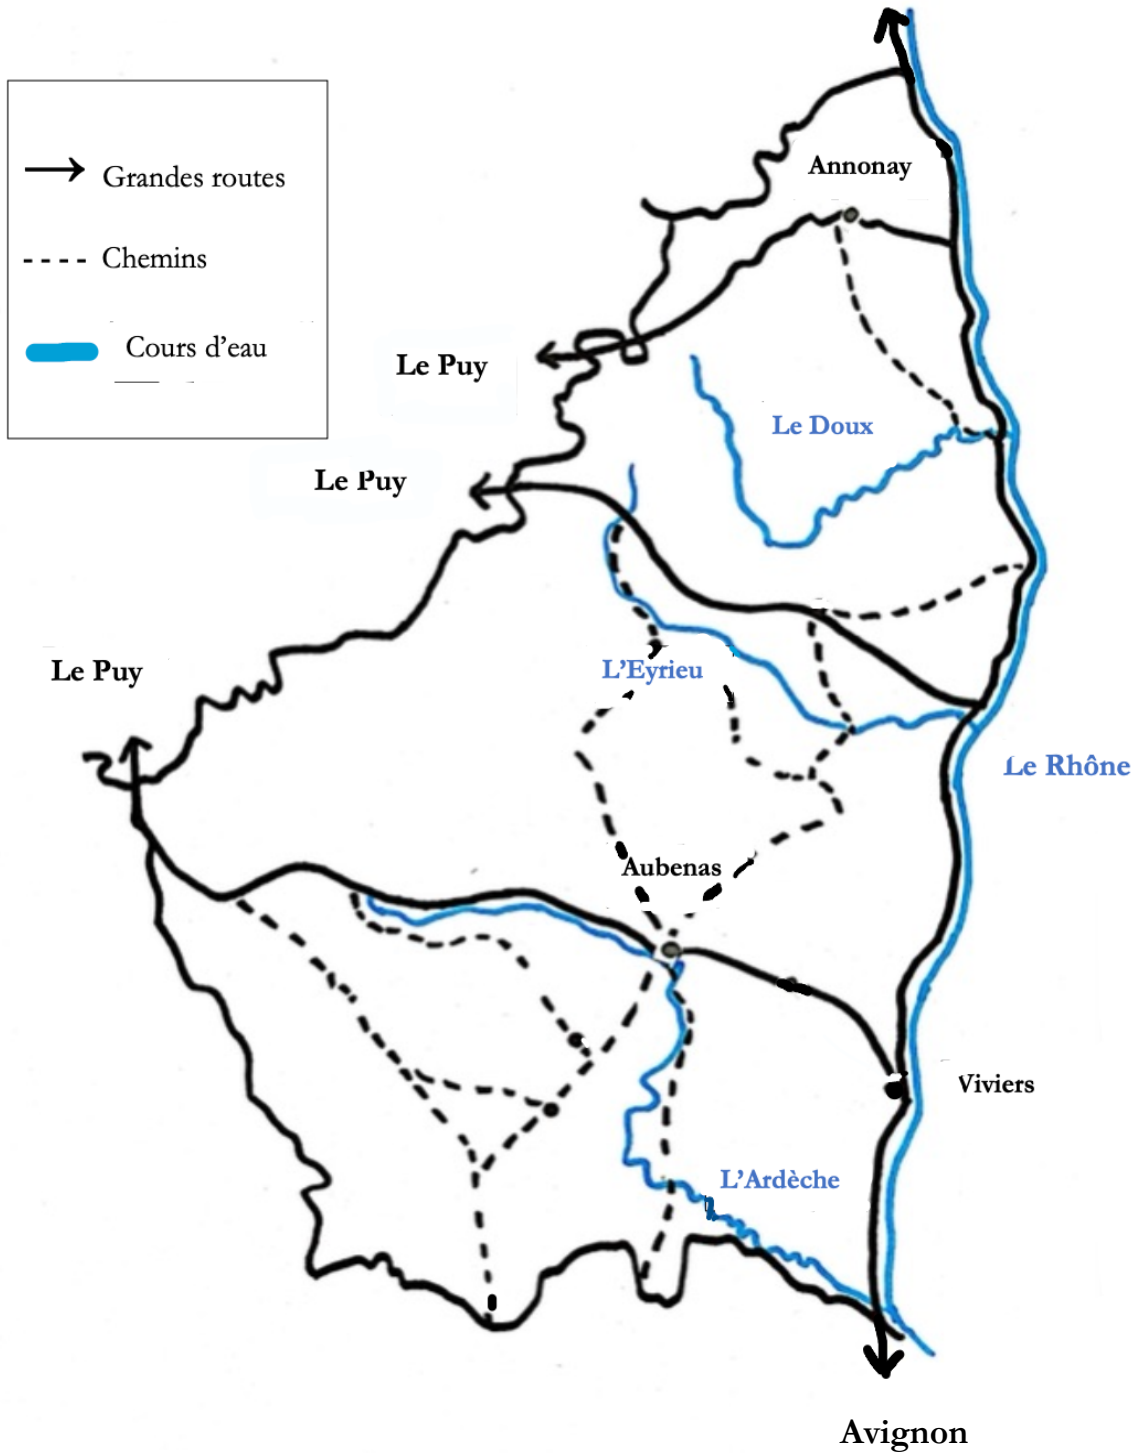 Grandes routes
Chemins
Cours d'eau
Annonay
Le Puy
Le Doux
Le Puy
L'Eyrieu
Le Puy
Le Rhône
Aubenas
Viviers
L'Ardèche
Avignon